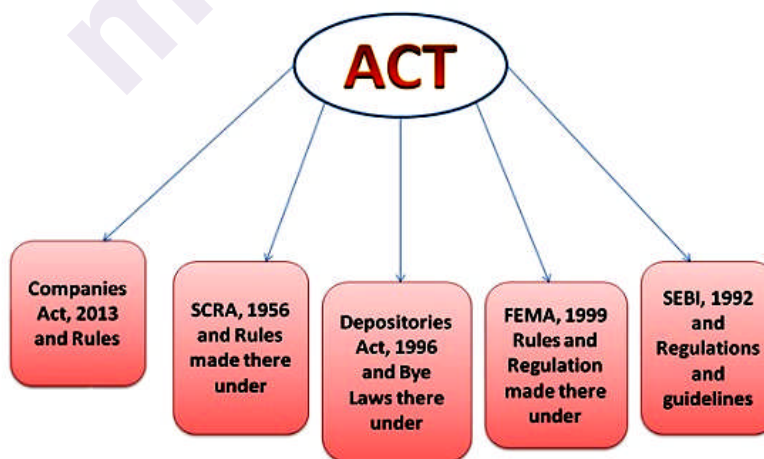 ACT
Companies
Act, 2013
and Rules
SCRA, 1956
and Rules
made there
under
Depositories
Act, 1996
and Bye
Laws there
under
FEMA, 1999
Rules and
Regulation
made there
under
SEBI, 1992
and
Regulations
and
guidelines